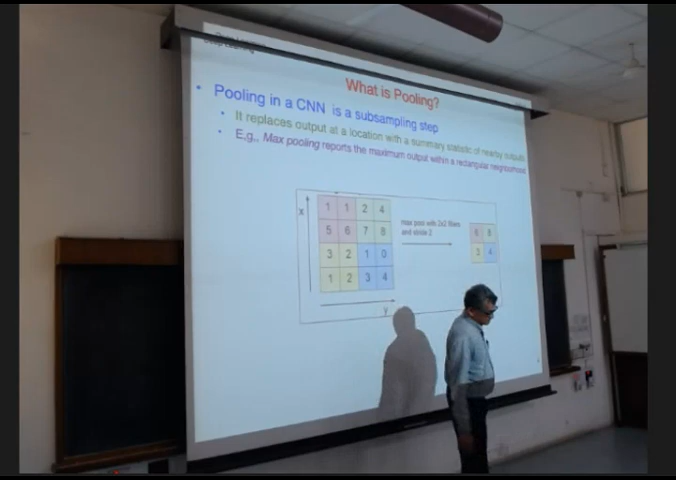 What is Pooling?
• Pooling in a CNN is a subsampling step
• It replaces output at a location with a summary statistic of nearby outputs
• E.g., Max pooling reports the maximum output within a rectangular neighborhood
X
1 1 2 4
5 6 7 8
3 2 1 0
1 2 3 4
y
max pool with 2x2 filters
and stride 2
6 8
3 4